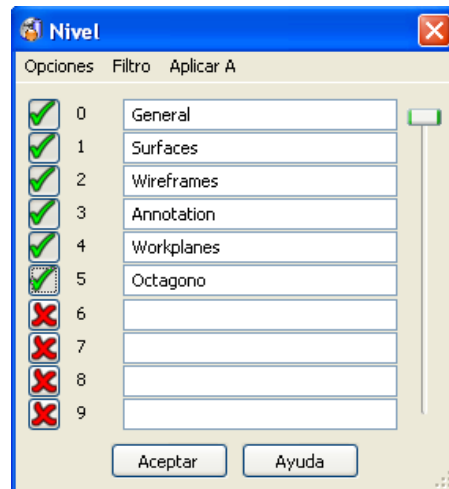 Nivel
Opciones Filtro Aplicar A
0 General
1 Surfaces
2 Wireframes
3 Annotation
4 Workplanes
5 Octagono
6
7
8
9
Aceptar Ayuda